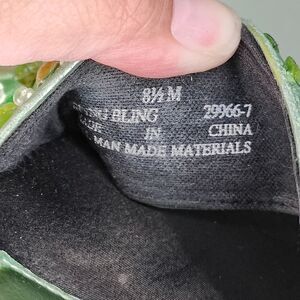 8½ M
BLING 29966-7
IN CHINA
MAN MADE MATERIALS